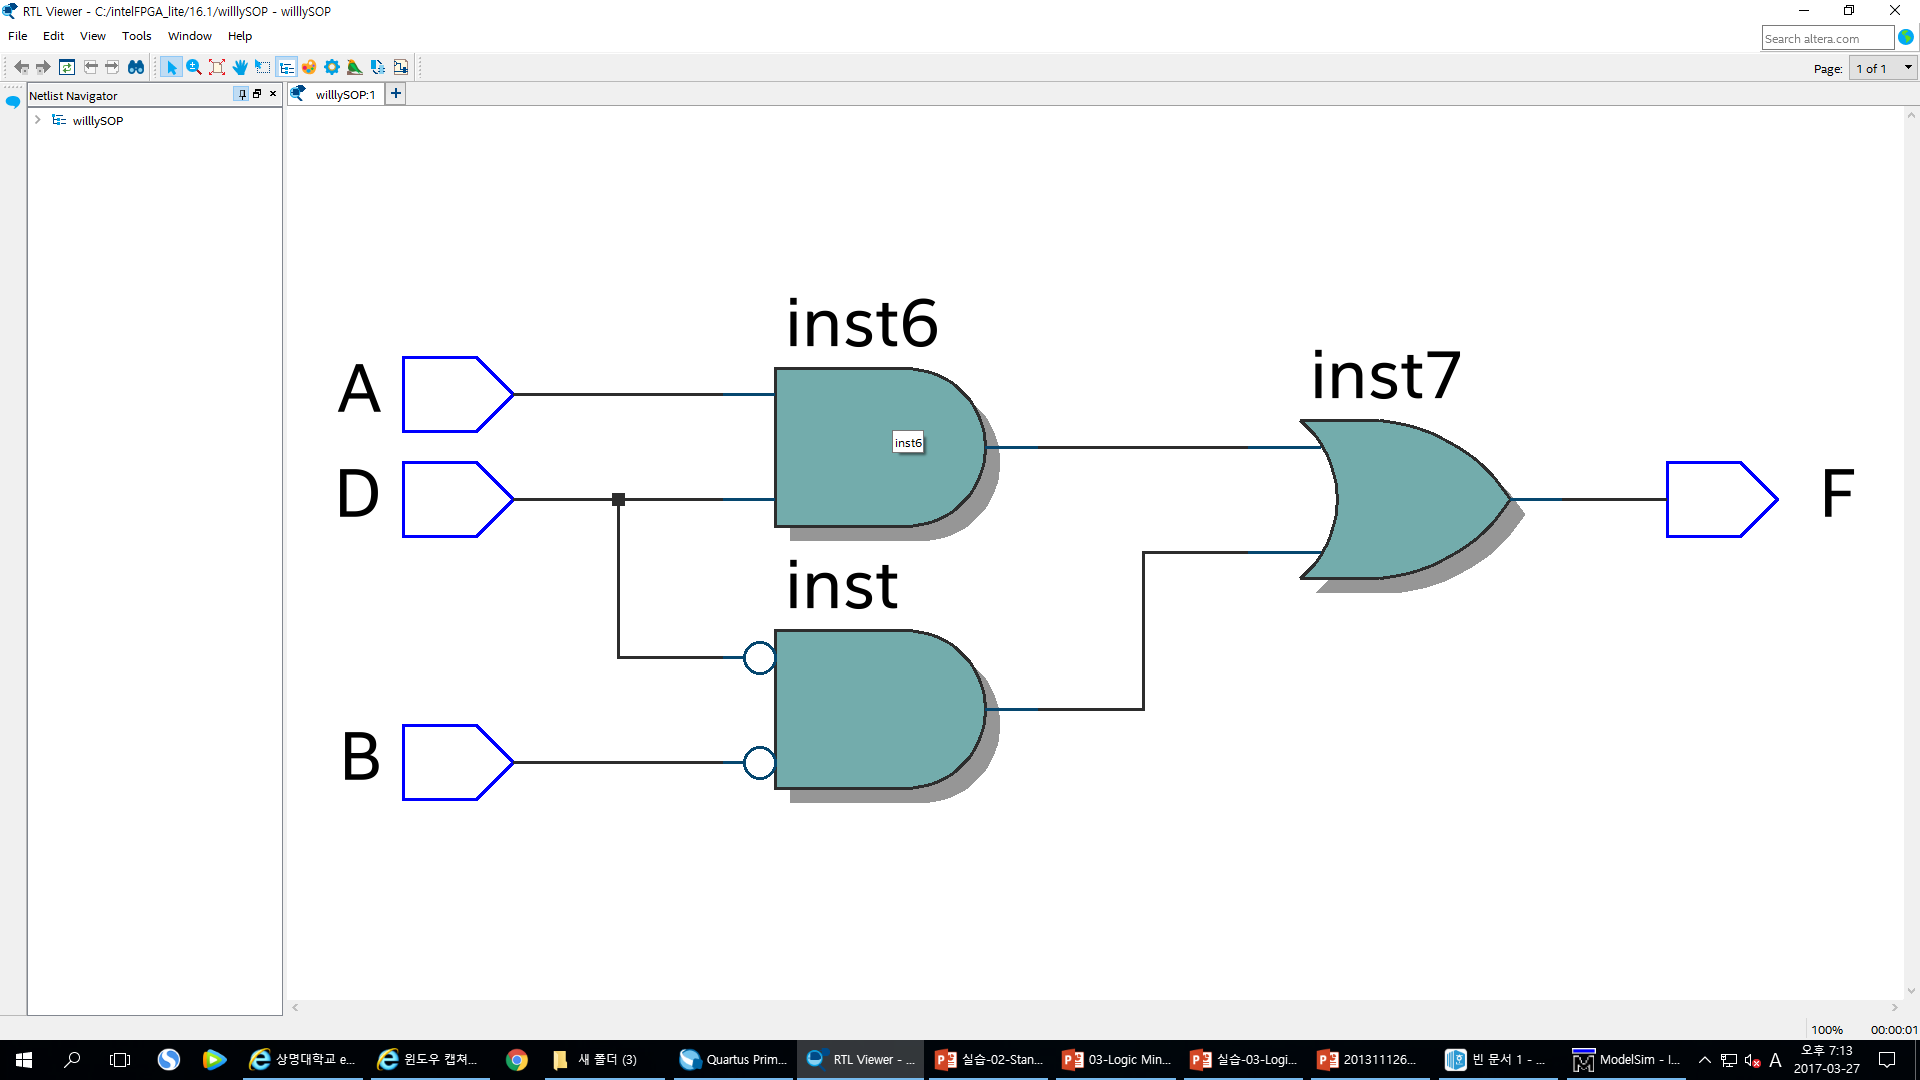 RTL Viewer - C:/intelFPGA_lite/16.1/willlySOP - willlySOP
File Edit View Tools Window Help
Search altera.com
Page: 1 of 1
Netlist Navigator
willlySOP:1
willlySOP
inst6
inst7
A
inst6
D
F
inst
B
100% 00:00:01
상명대학교 e...
윈도우 캡쳐...
새 폴더 (3)
Quartus Prim...
RTL Viewer - ...
실습-02-Stan...
03-Logic Min...
실습-03-Logi...
201311126...
빈 문서 1 - ...
ModelSim - I...
A
오후 7:13
2017-03-27